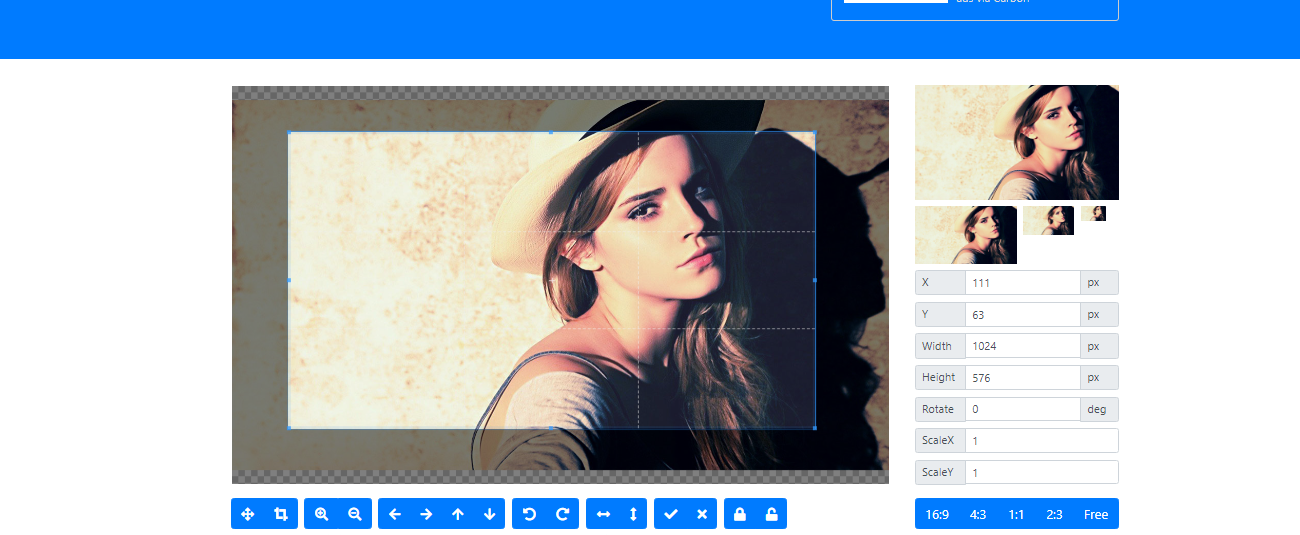 ads via Carbon
X 111 px
Y 63 px
Width 1024 px
Height 576 px
Rotate 0 deg
ScaleX 1
ScaleY 1
16:9 4:3 1:1 2:3 Free